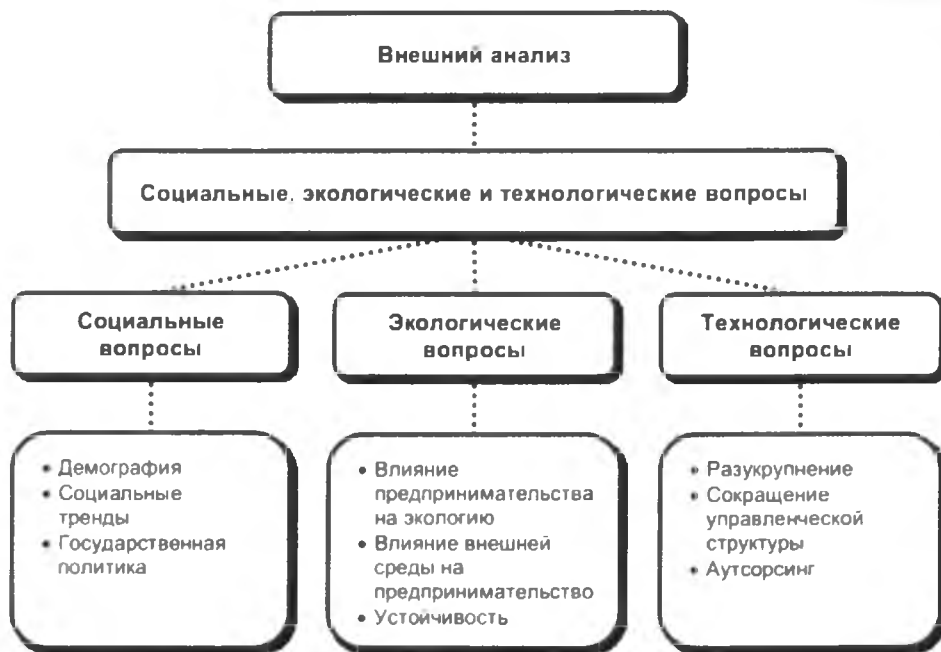 Внешний анализ
Социальные, экологические и технологические вопросы
Социальные
вопросы
• Демография
• Социальные
тренды
• Государственная
политика
Экологические
вопросы
• Влияние
предпринимательства
на экологию
• Влияние внешней
среды на
предпринимательство
• Устойчивость
Технологические
вопросы
• Разукрупнение
• Сокращение
управленческой
структуры
• Аутсорсинг